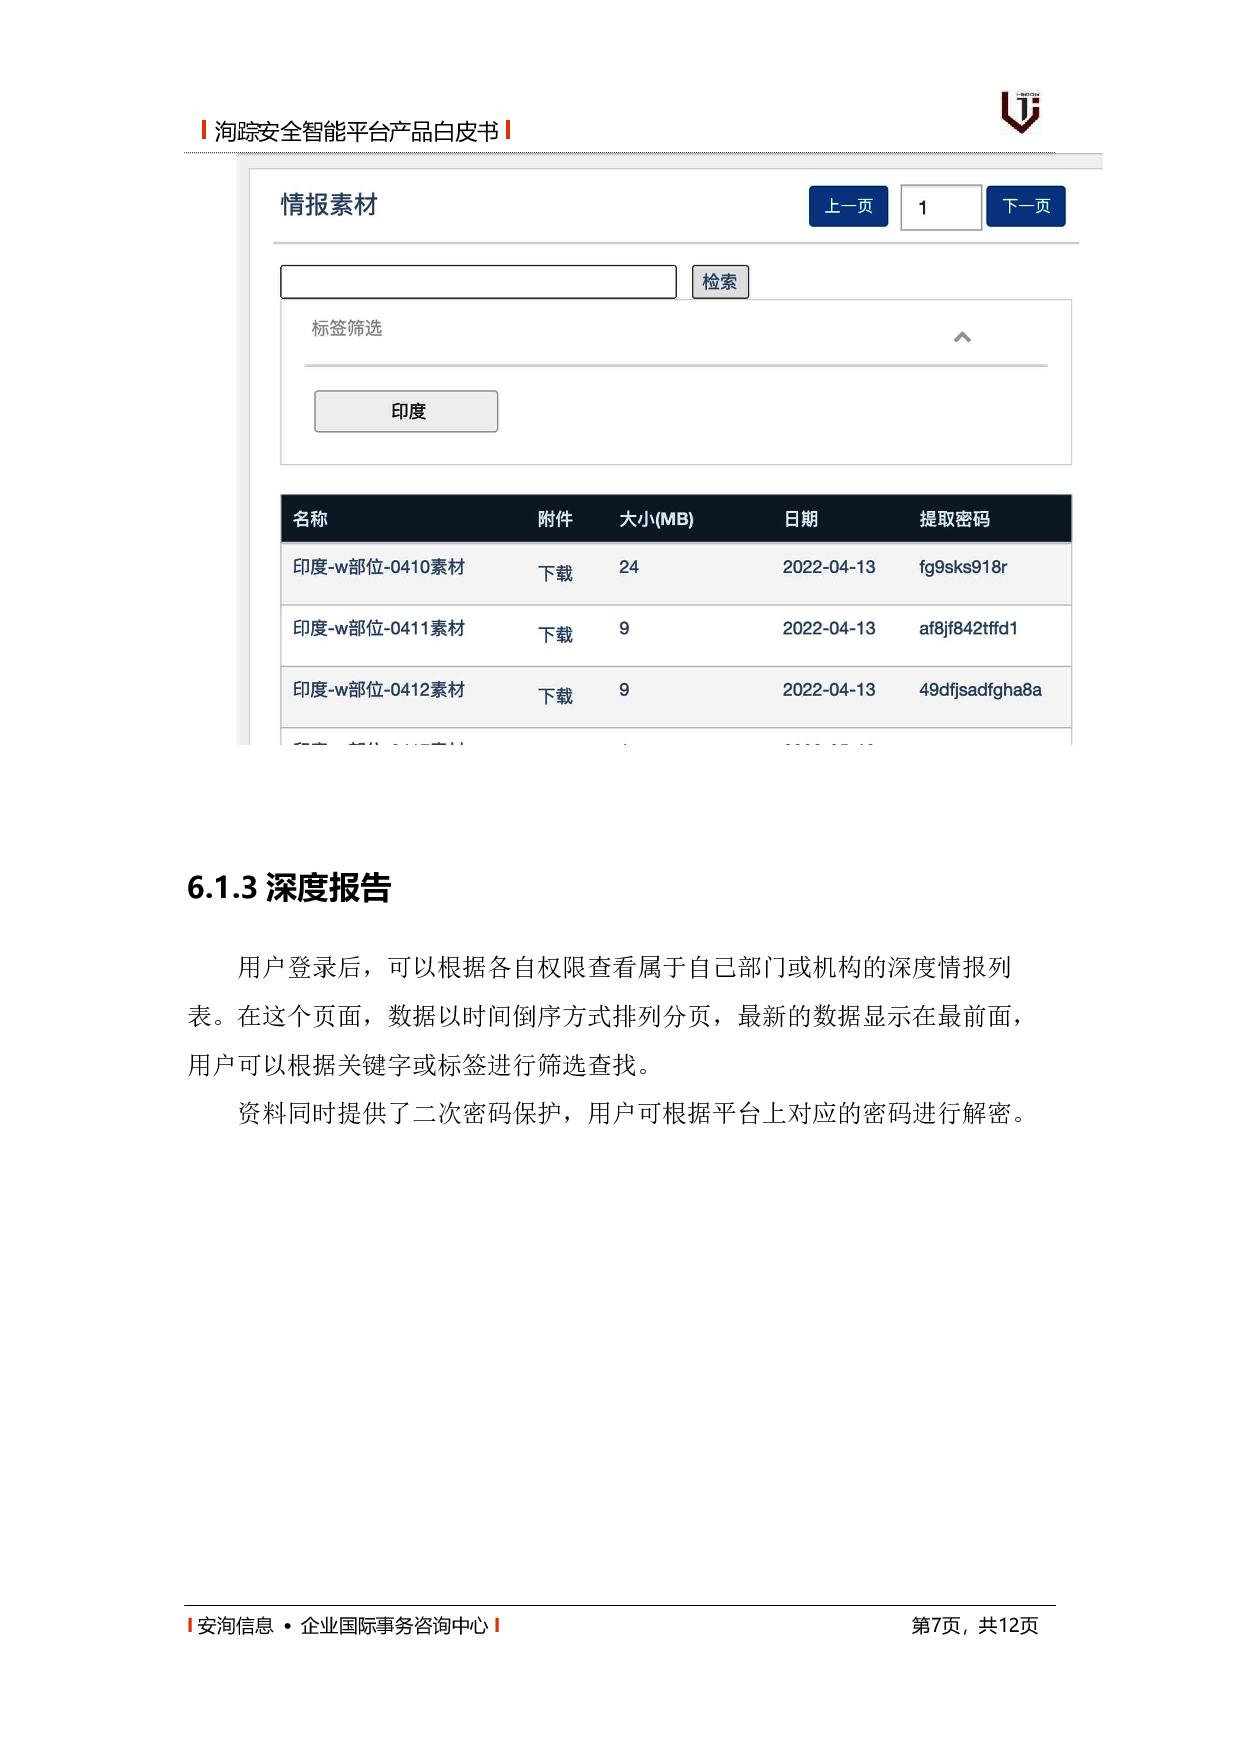 洵踪安全智能平台产品白皮书
i-SOON
情报素材
上一页 1 下一页
检索
标签筛选
印度
名称 附件 大小(MB) 日期 提取密码
印度-w部位-0410素材 下载 24 2022-04-13 fg9sks918r
印度-w部位-0411素材 下载 9 2022-04-13 af8jf842tffd1
印度-w部位-0412素材 下载 9 2022-04-13 49dfjsadfgha8a
6.1.3 深度报告
用户登录后，可以根据各自权限查看属于自己部门或机构的深度情报列
表。在这个页面，数据以时间倒序方式排列分页，最新的数据显示在最前面，
用户可以根据关键字或标签进行筛选查找。
资料同时提供了二次密码保护，用户可根据平台上对应的密码进行解密。
安洵信息 • 企业国际事务咨询中心 第7页，共12页